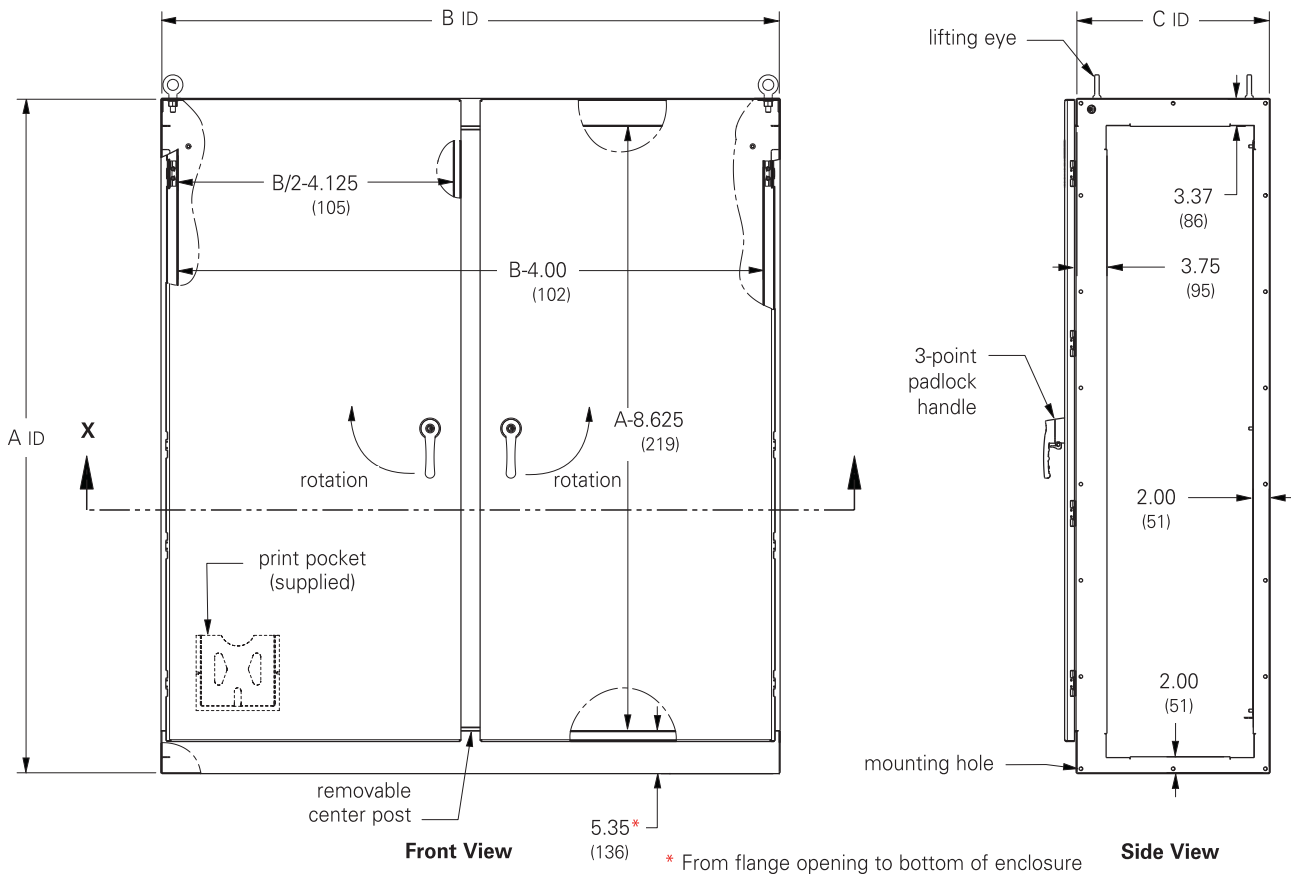 B ID
C ID
lifting eye
B/2-4.125
(105)
3.37
(86)
B-4.00
(102)
3.75
(95)
3-point
padlock
handle
A ID
X
A-8.625
(219)
rotation
rotation
2.00
(51)
print pocket
(supplied)
2.00
(51)
mounting hole
removable
center post
5.35*
(136)
Front View
* From flange opening to bottom of enclosure
Side View